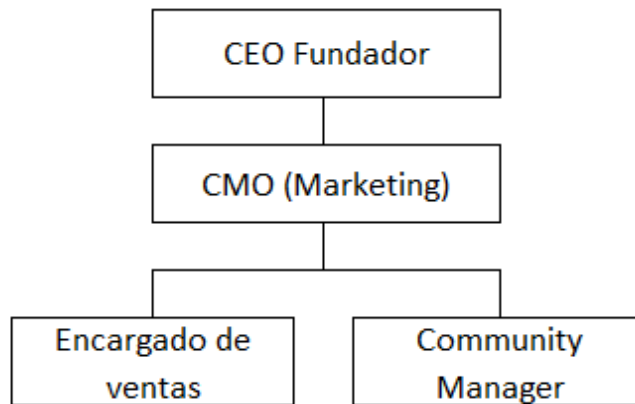 CEO Fundador
CMO (Marketing)
Encargado de
ventas
Community
Manager